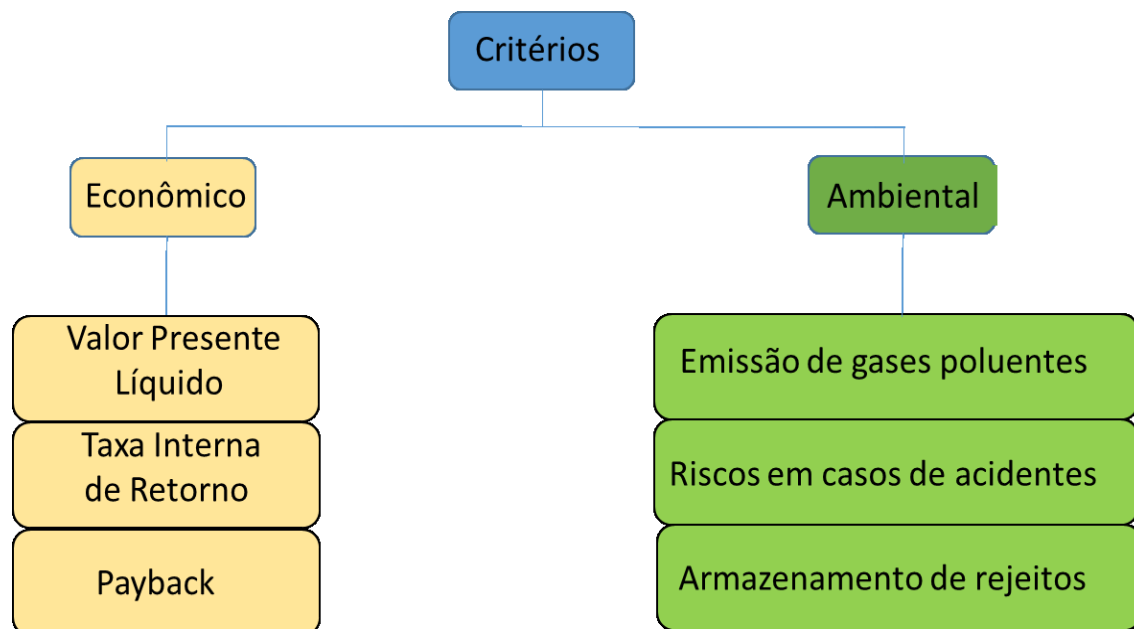 Critérios
Econômico
Ambiental
Valor Presente
Líquido
Taxa Interna
de Retorno
Payback
Emissão de gases poluentes
Riscos em casos de acidentes
Armazenamento de rejeitos